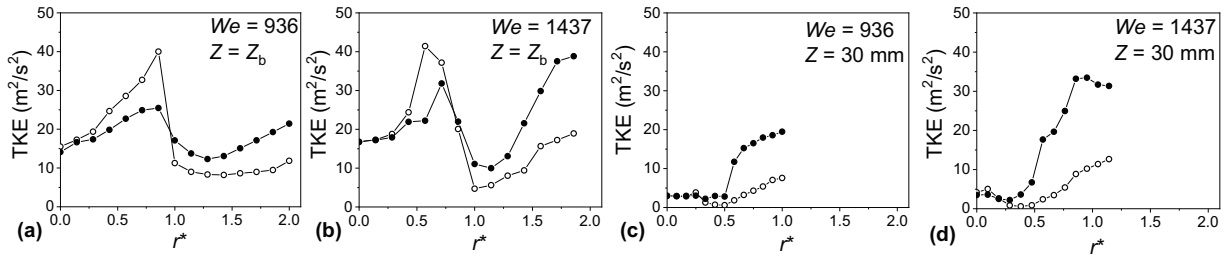 We = 936
Z = Zb
TKE (m²/s²)
50
40
30
20
10
0
0.0 0.5 1.0 1.5 2.0
(a)
r*
We = 1437
Z = Zb
TKE (m²/s²)
50
40
30
20
10
0
0.0 0.5 1.0 1.5 2.0
(b)
r*
We = 936
Z = 30 mm
TKE (m²/s²)
50
40
30
20
10
0
0.0 0.5 1.0 1.5 2.0
(c)
r*
We = 1437
Z = 30 mm
TKE (m²/s²)
50
40
30
20
10
0
0.0 0.5 1.0 1.5 2.0
(d)
r*